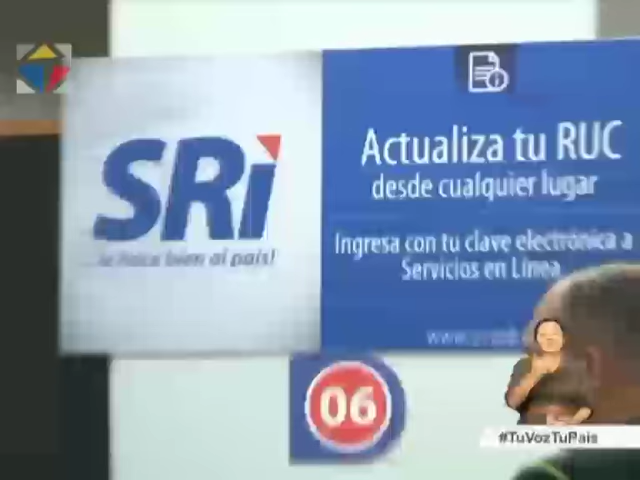 SRi
...le hace bien al país!
Actualiza tu RUC
desde cualquier lugar
Ingresa con tu clave electrónica a
Servicios en Línea
06
#TuVozTuPaís